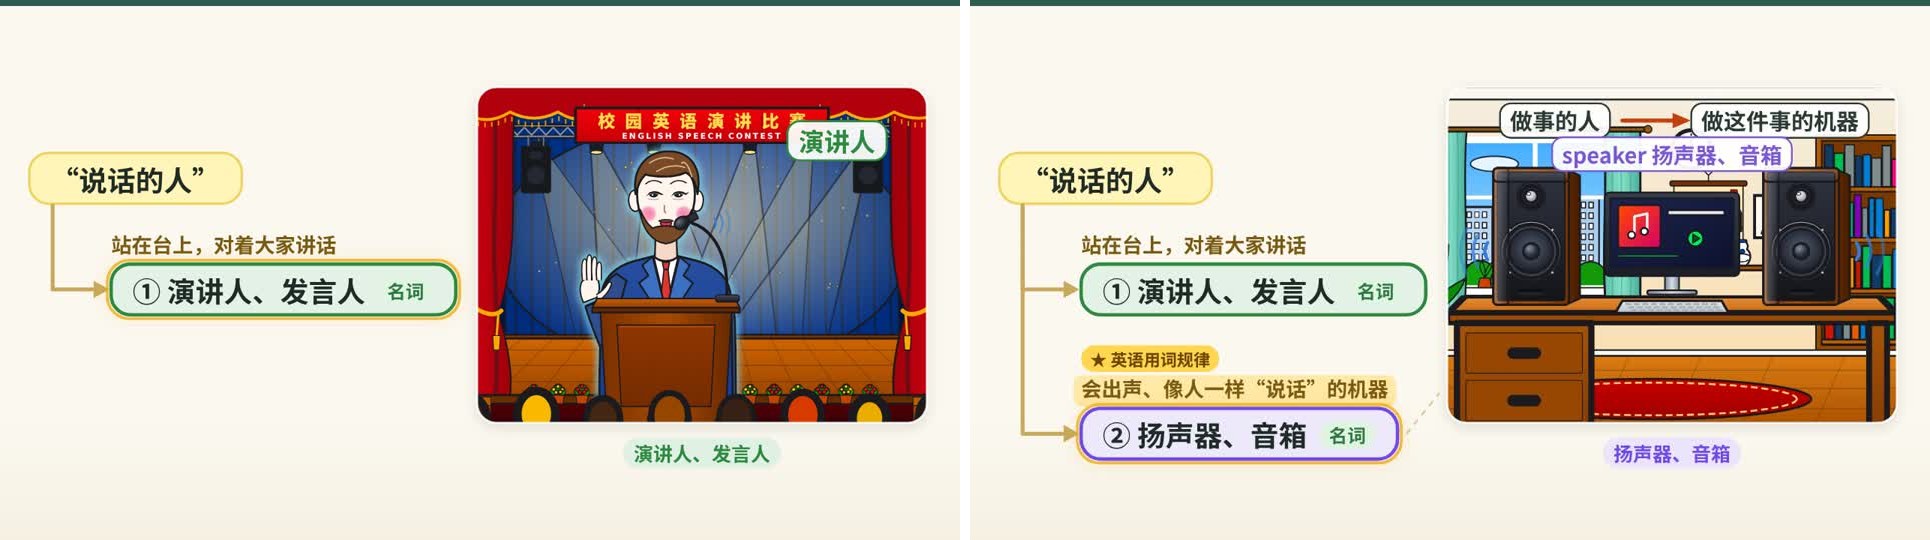 “说话的人”
站在台上，对着大家讲话
① 演讲人、发言人 名词
校园英语演讲比赛
ENGLISH SPEECH CONTEST
演讲人
演讲人、发言人
“说话的人”
站在台上，对着大家讲话
① 演讲人、发言人 名词
★ 英语用词规律
会出声、像人一样“说话”的机器
② 扬声器、音箱 名词
做事的人 做这件事的机器
speaker 扬声器、音箱
扬声器、音箱